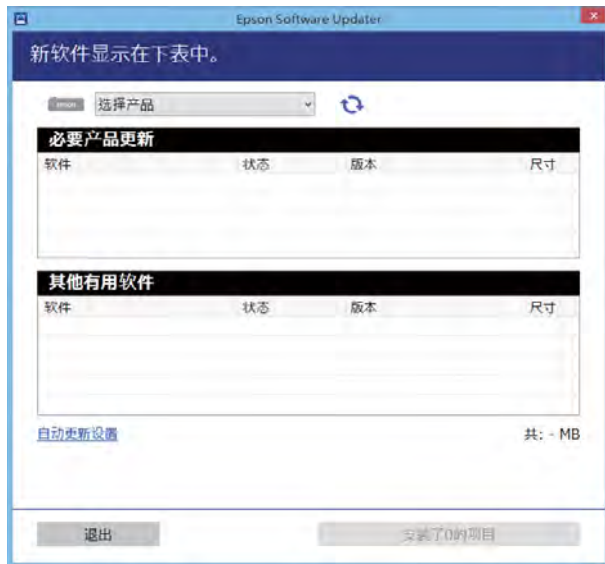 Epson Software Updater
新软件显示在下表中。
选择产品
必要产品更新
软件 状态 版本 尺寸
其他有用软件
软件 状态 版本 尺寸
自动更新设置 共: - MB
退出 安装了0的项目